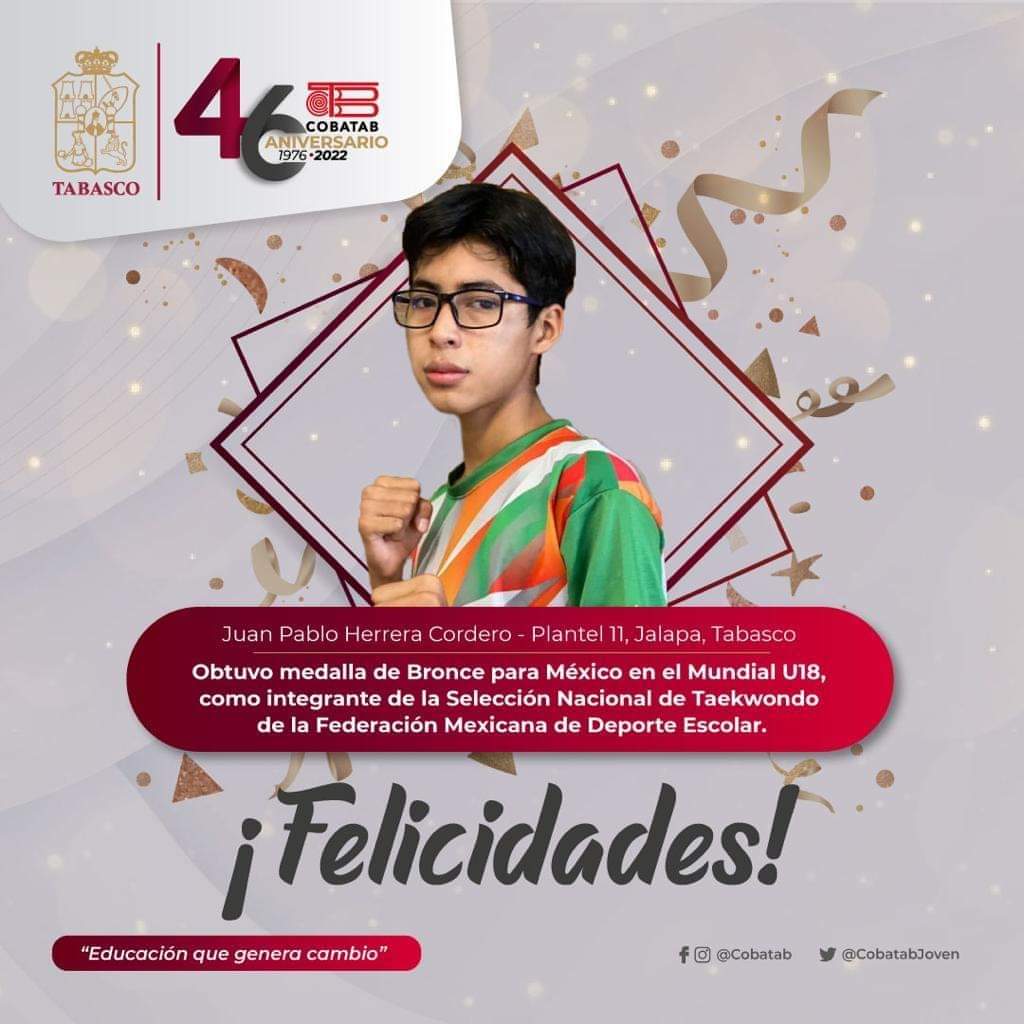 TABASCO
46
COBATAB
ANIVERSARIO
1976•2022
Juan Pablo Herrera Cordero - Plantel 11, Jalapa, Tabasco
Obtuvo medalla de Bronce para México en el Mundial U18,
como integrante de la Selección Nacional de Taekwondo
de la Federación Mexicana de Deporte Escolar.
¡Felicidades!
“Educación que genera cambio”
@Cobatab
@CobatabJoven